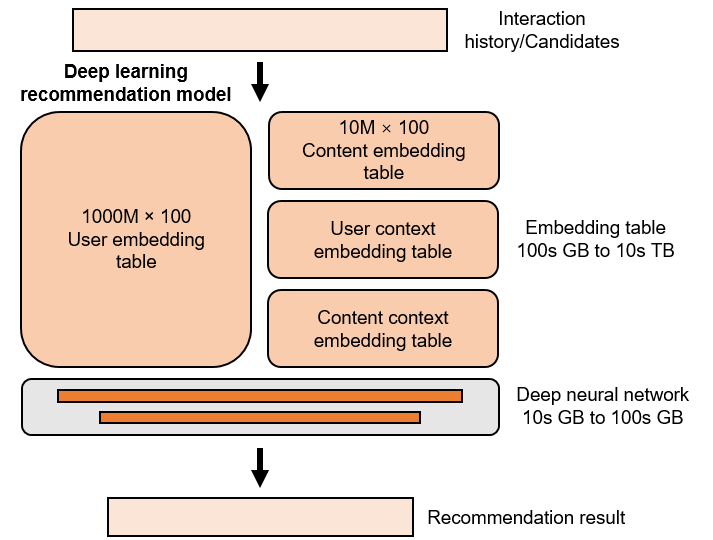 Interaction
history/Candidates
Deep learning
recommendation model
1000M × 100
User embedding
table
10M × 100
Content embedding
table
User context
embedding table
Content context
embedding table
Embedding table
100s GB to 10s TB
Deep neural network
10s GB to 100s GB
Recommendation result